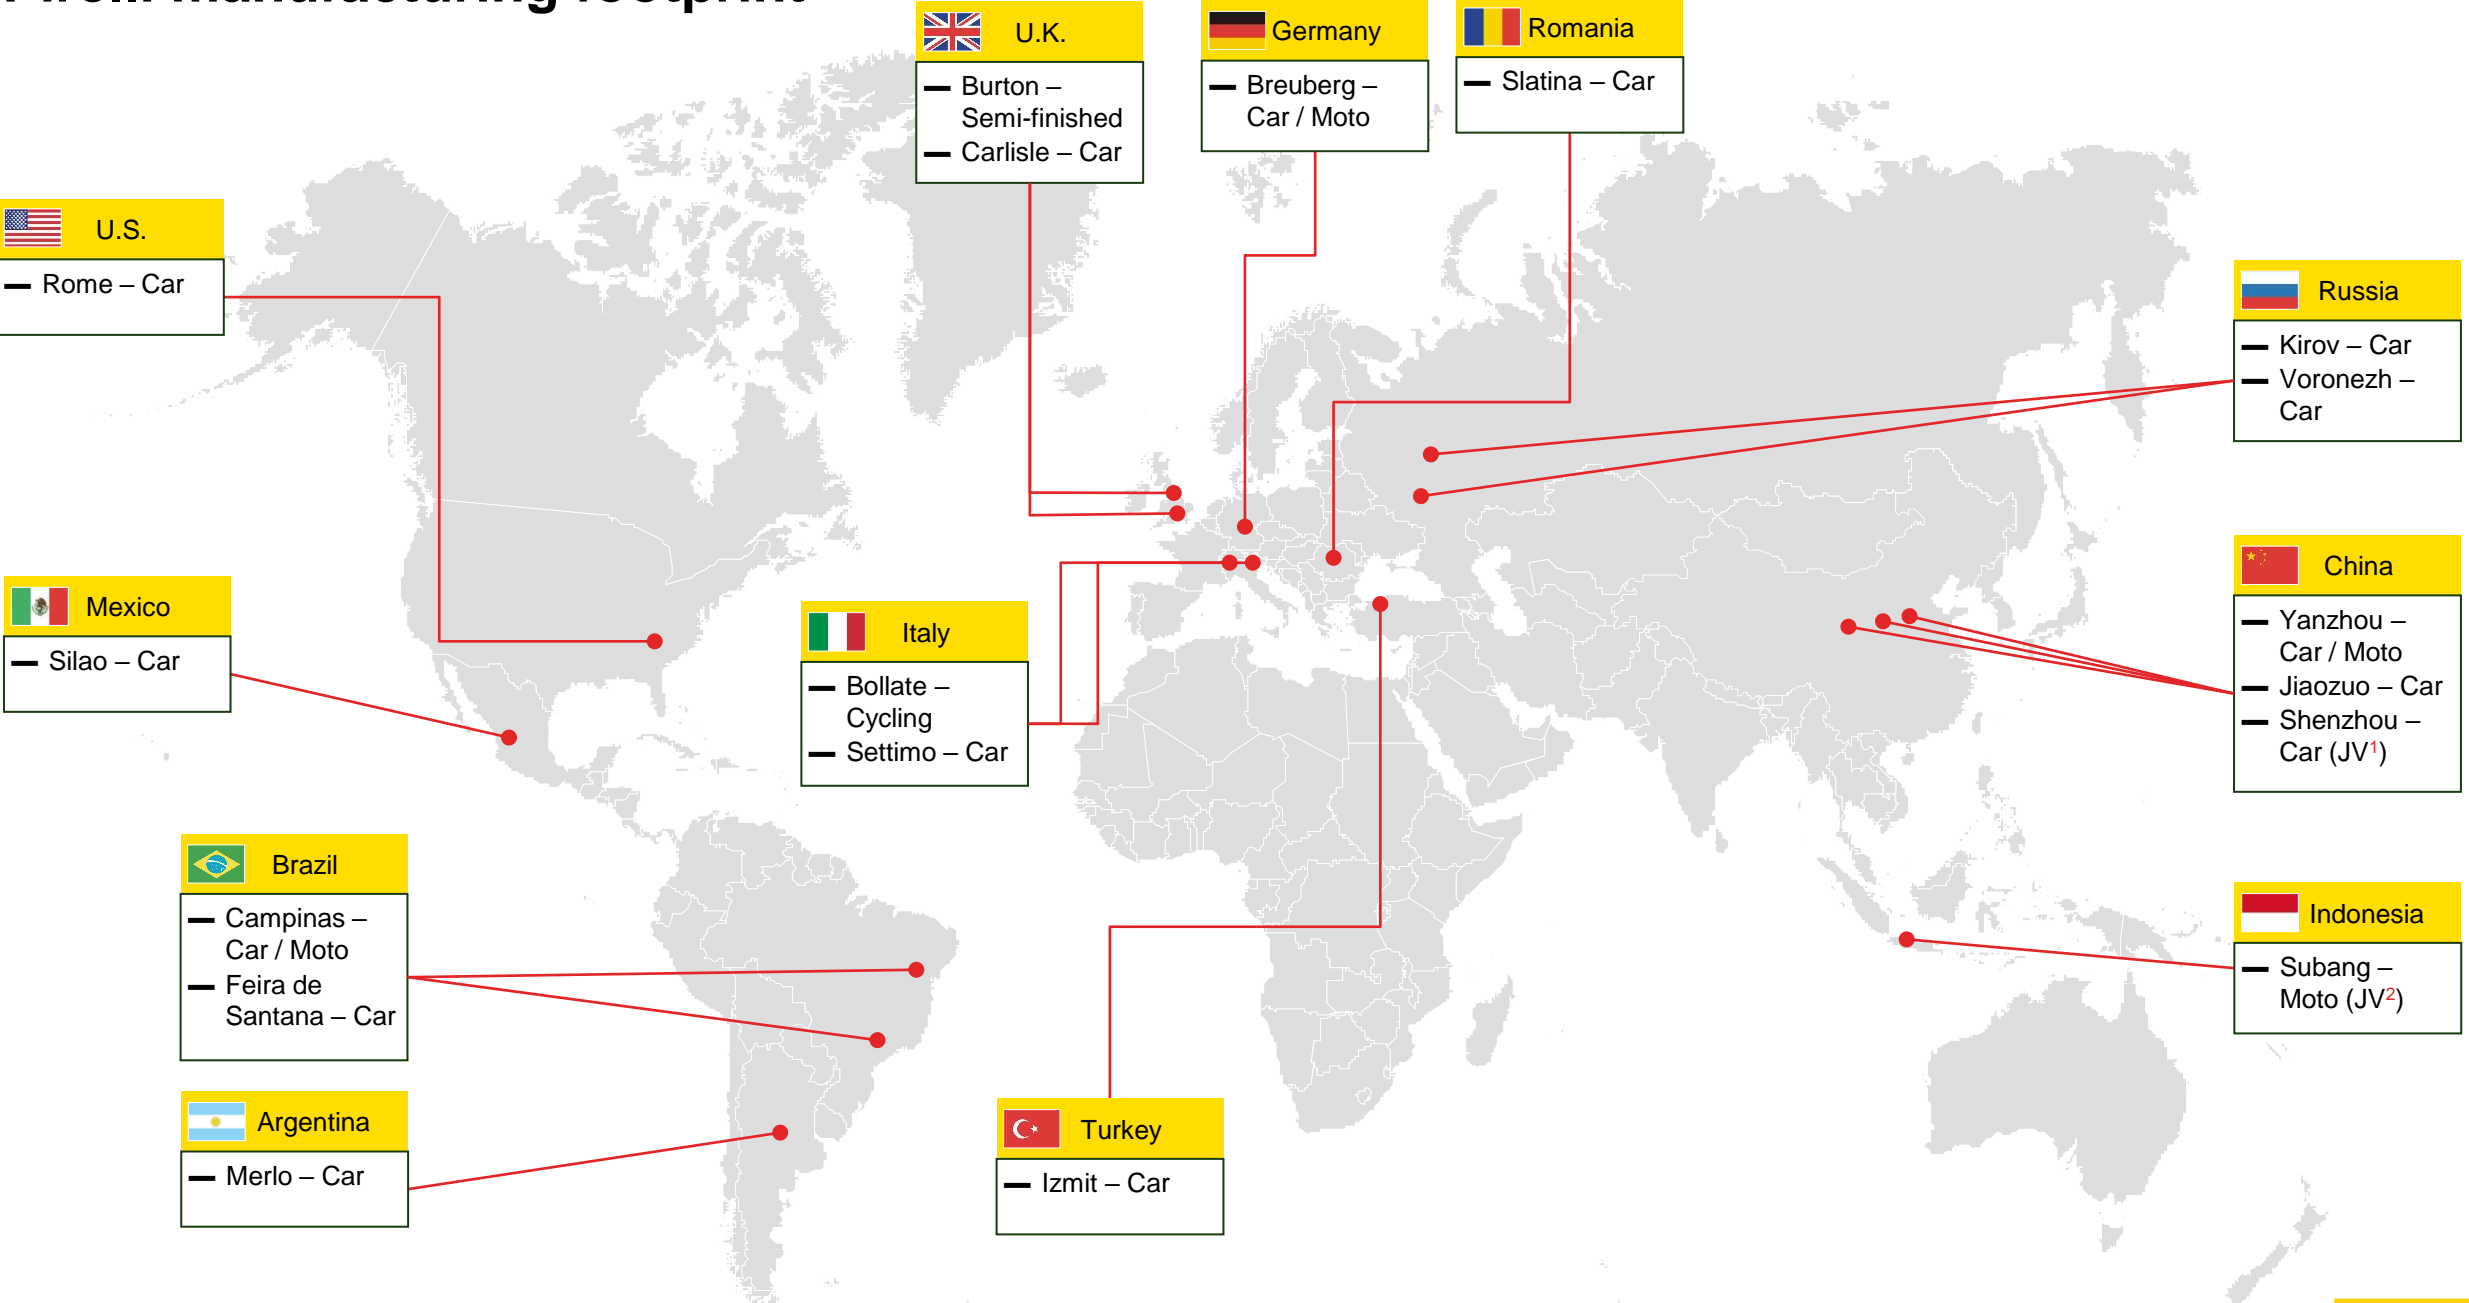 manufacturing footprint
U.K.
— Burton –
Semi-finished
— Carlisle – Car
Germany
— Breuberg –
Car / Moto
Romania
— Slatina – Car
U.S.
— Rome – Car
Russia
— Kirov – Car
— Voronezh –
Car
Mexico
— Silao – Car
Italy
— Bollate –
Cycling
— Settimo – Car
China
— Yanzhou –
Car / Moto
— Jiaozuo – Car
— Shenzhou –
Car (JV¹)
Brazil
— Campinas –
Car / Moto
— Feira de
Santana – Car
Indonesia
— Subang –
Moto (JV²)
Argentina
— Merlo – Car
Turkey
— Izmit – Car